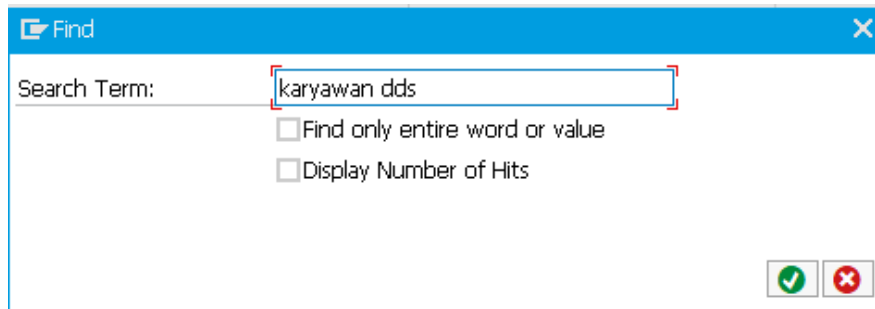 Find
Search Term: karyawan dds
Find only entire word or value
Display Number of Hits